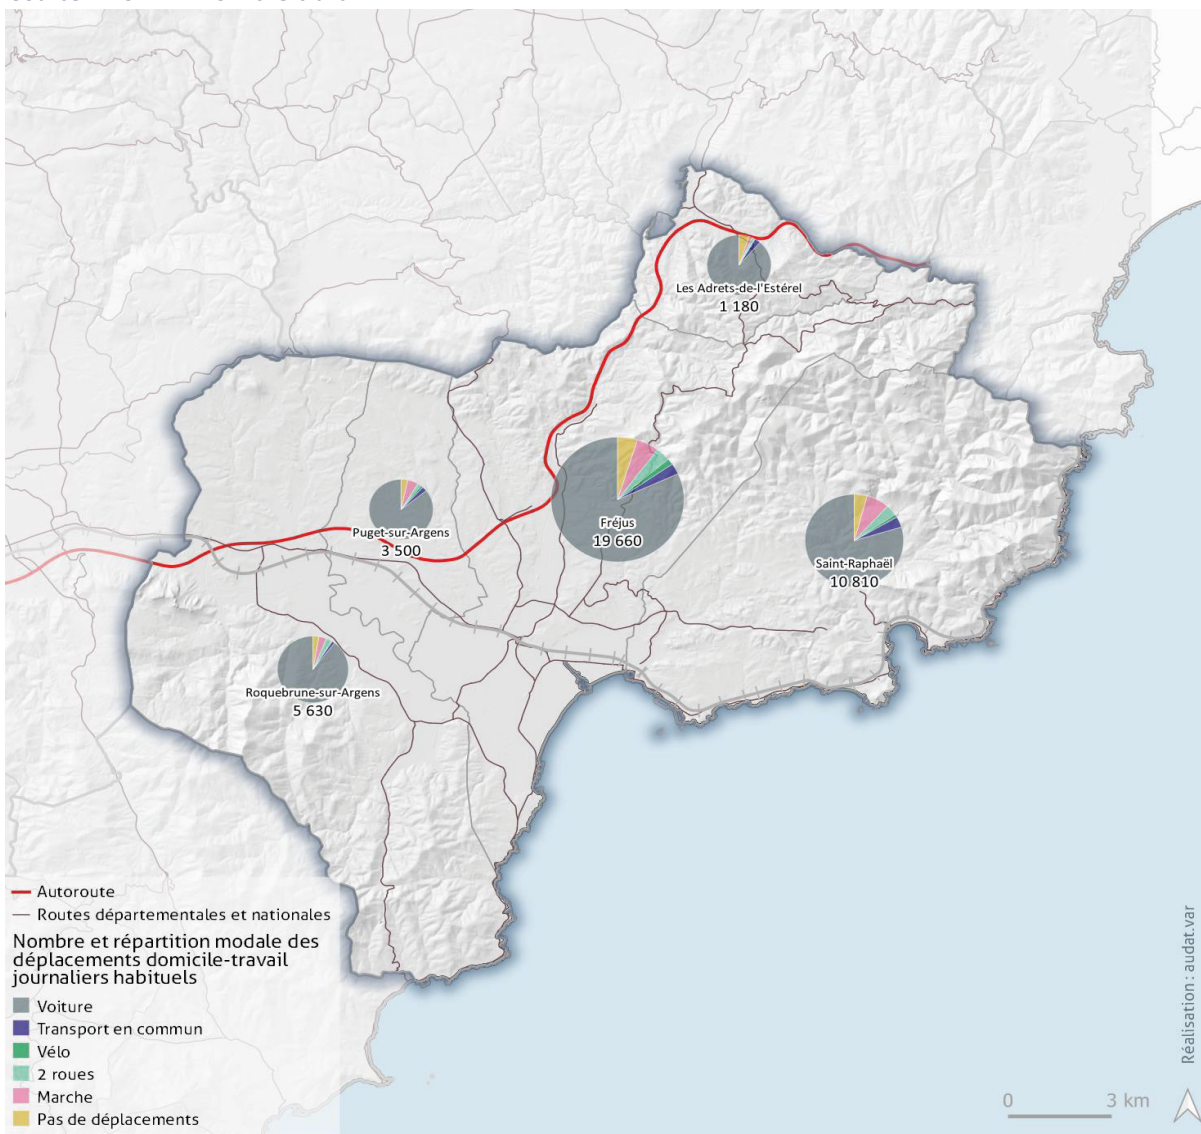 Les Adrets-de-l'Estérel
1 180
Fréjus
19 660
Puget-sur-Argens
3 500
Saint-Raphaël
10 810
Roquebrune-sur-Argens
5 630
Autoroute
Routes départementales et nationales
Nombre et répartition modale des
déplacements domicile-travail
journaliers habituels
Voiture
Transport en commun
Vélo
2 roues
Marche
Pas de déplacements
0 3 km
Réalisation : audat.var